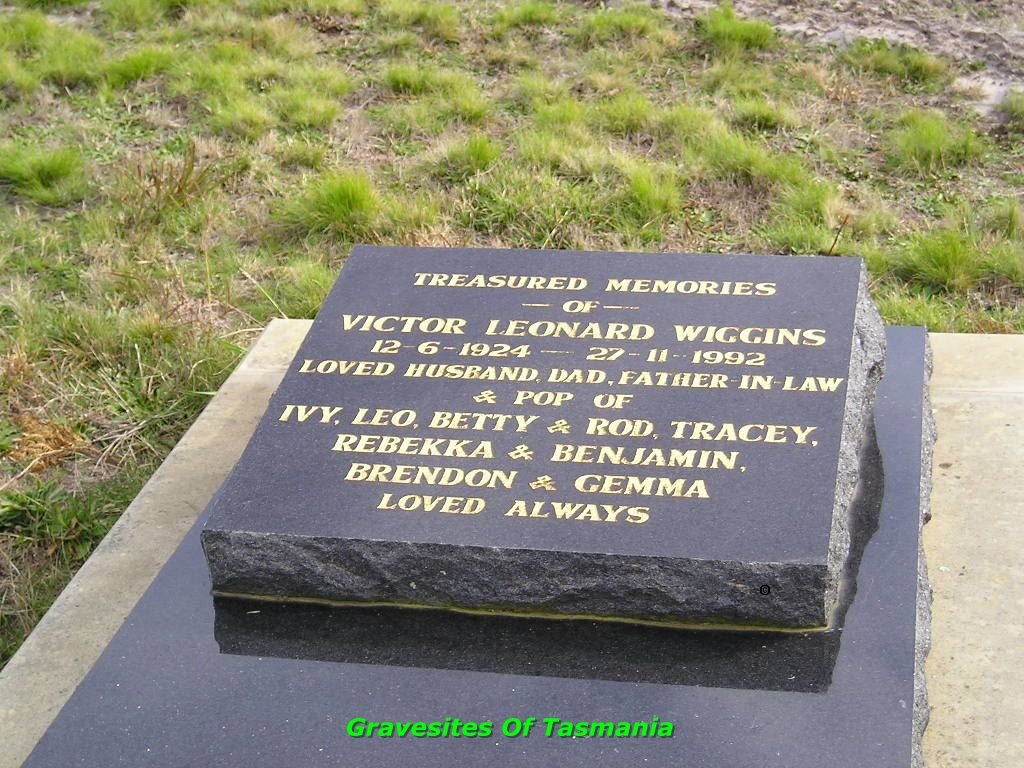 TREASURED MEMORIES
— OF —
VICTOR LEONARD WIGGINS
12-6-1924 — 27-11-1992
LOVED HUSBAND, DAD, FATHER-IN-LAW
& POP OF
IVY, LEO, BETTY & ROD, TRACEY,
REBEKKA & BENJAMIN,
BRENDON & GEMMA
LOVED ALWAYS
Gravesites Of Tasmania